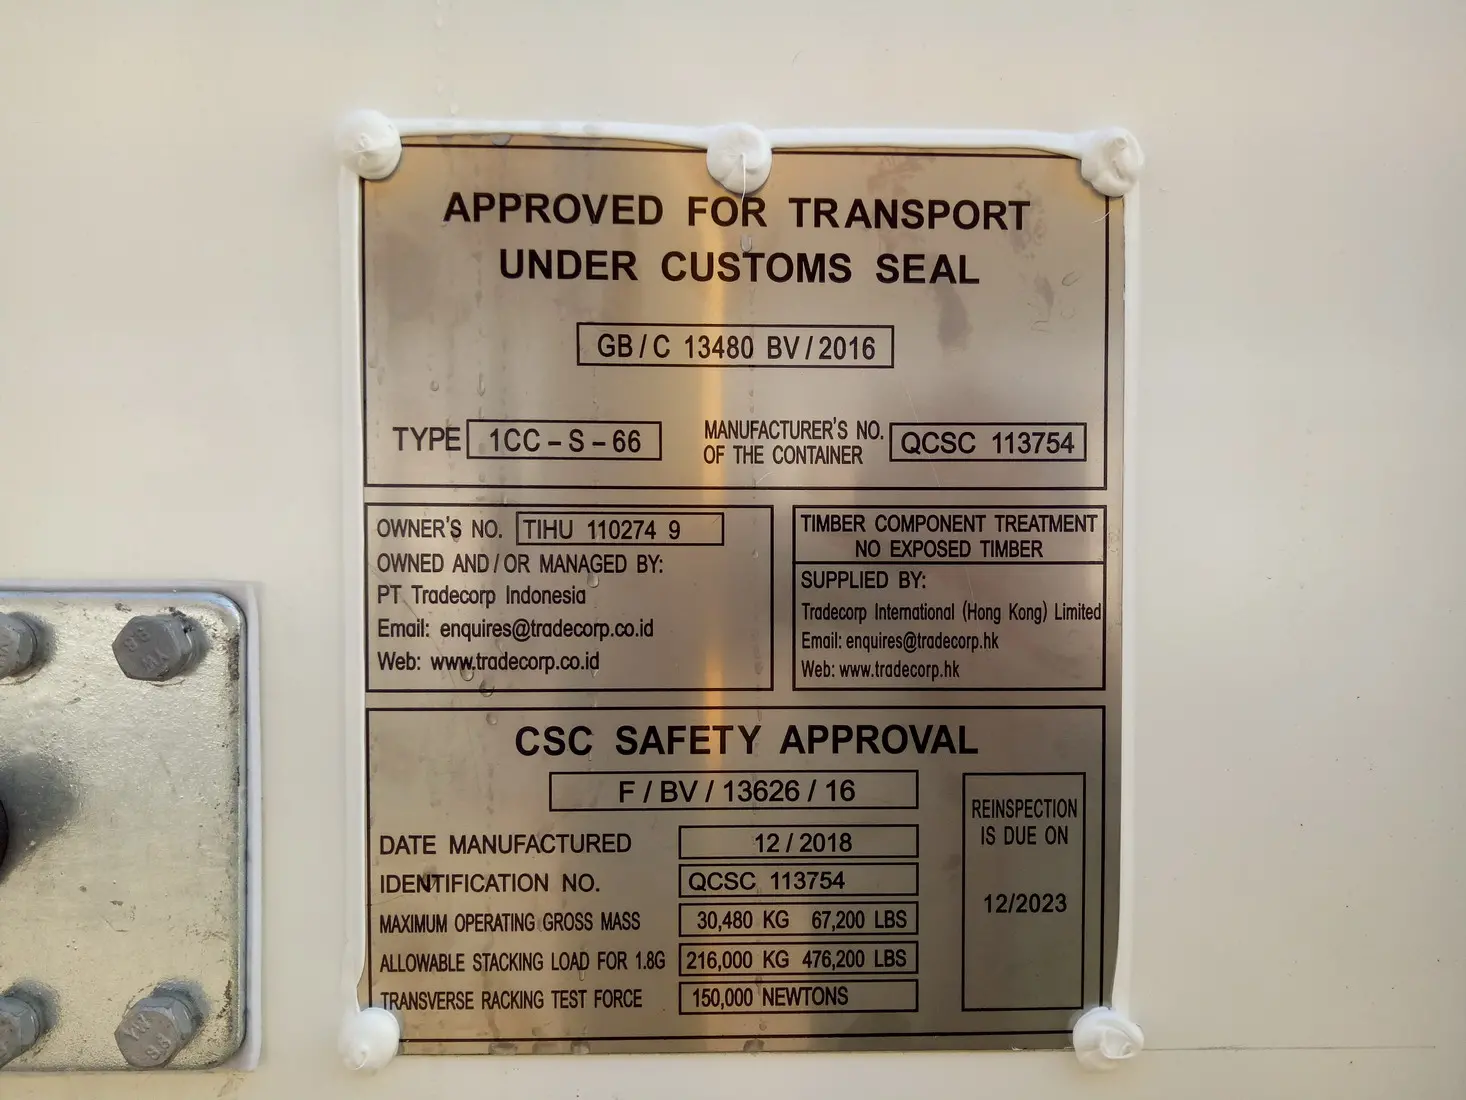 APPROVED FOR TRANSPORT
UNDER CUSTOMS SEAL
GB/C 13480 BV/2016
TYPE 1CC-S-66
MANUFACTURER'S NO.
OF THE CONTAINER
QCSC 113754
OWNER'S NO. TIHU 110274 9
OWNED AND/OR MANAGED BY:
PT. Tradecorp Indonesia
Email: enquires@tradecorp.co.id
Web: www.tradecorp.co.id
TIMBER COMPONENT TREATMENT
NO EXPOSED TIMBER
SUPPLIED BY:
Tradecorp International (Hong Kong) Limited
Email: enquires@tradecorp.hk
Web: www.tradecorp.hk
CSC SAFETY APPROVAL
F/BV/13626/16
DATE MANUFACTURED 12/2018
IDENTIFICATION NO. QCSC 113754
MAXIMUM OPERATING GROSS MASS 30,480 KG 67,200 LBS
ALLOWABLE STACKING LOAD FOR 1.8G 216,000 KG 476,200 LBS
TRANSVERSE RACKING TEST FORCE 150,000 NEWTONS
REINSPECTION
IS DUE ON
12/2023
8.8